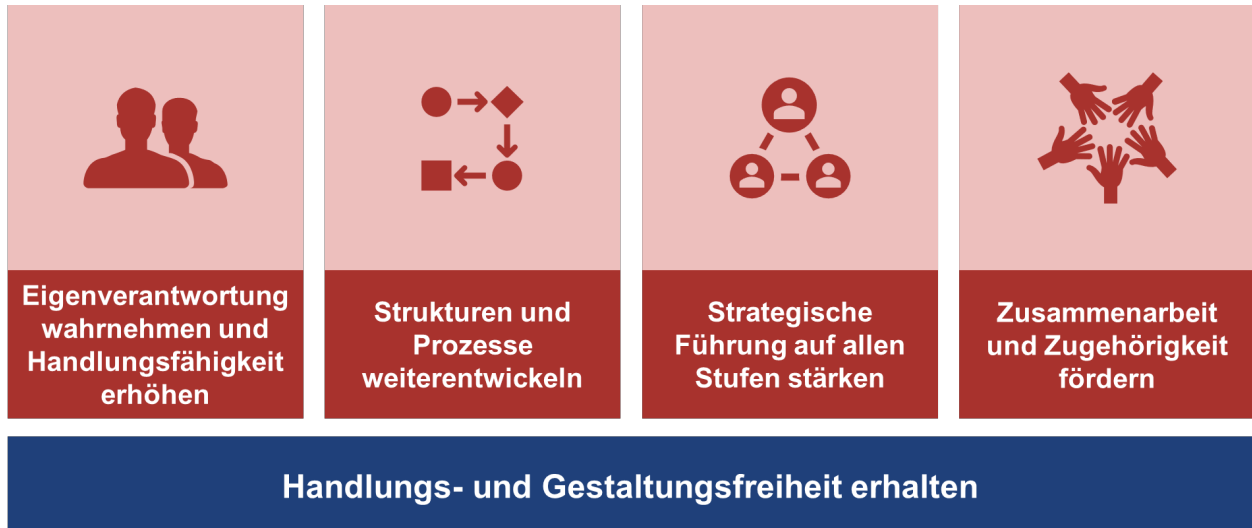 Eigenverantwortung
wahrnehmen und
Handlungsfähigkeit
erhöhen
Strukturen und
Prozesse
weiterentwickeln
Strategische
Führung auf allen
Stufen stärken
Zusammenarbeit
und Zugehörigkeit
fördern
Handlungs- und Gestaltungsfreiheit erhalten